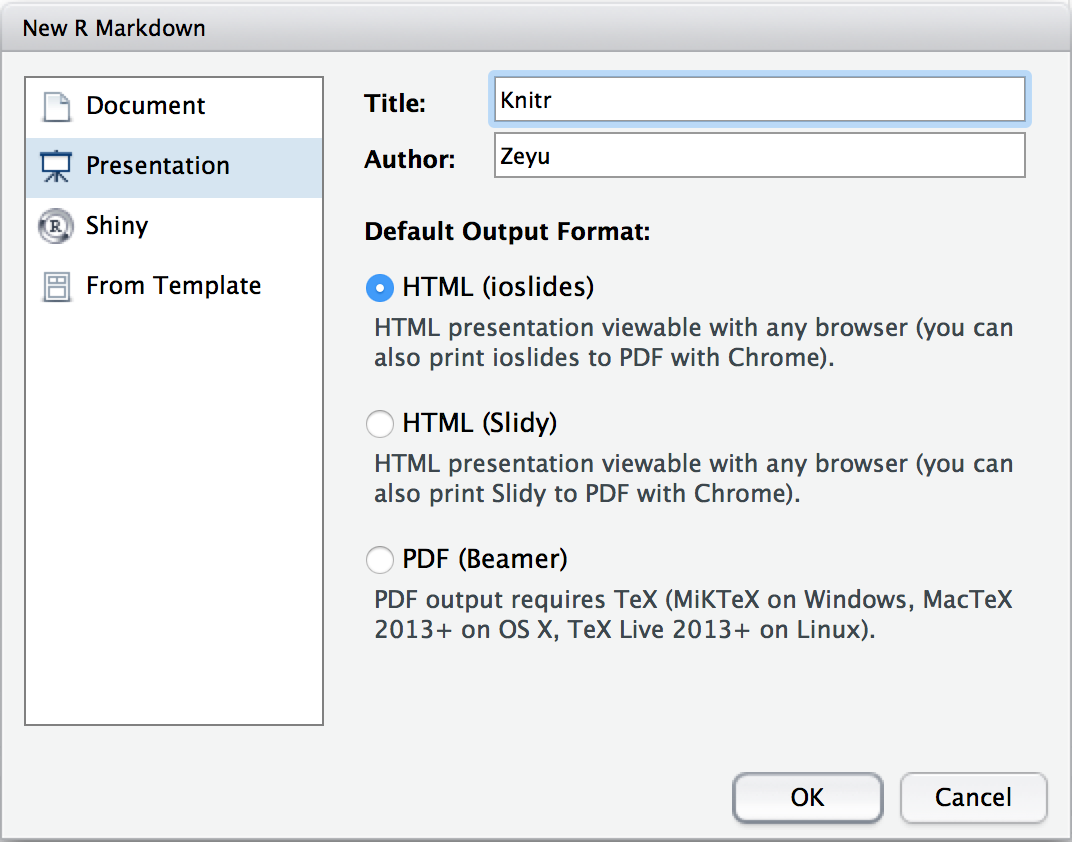 New R Markdown
Document
Presentation
Shiny
From Template
Title:
Knitr
Author:
Zeyu
Default Output Format:
HTML (ioslides)
HTML presentation viewable with any browser (you can
also print ioslides to PDF with Chrome).
HTML (Slidy)
HTML presentation viewable with any browser (you can
also print Slidy to PDF with Chrome).
PDF (Beamer)
PDF output requires TeX (MiKTeX on Windows, MacTeX
2013+ on OS X, TeX Live 2013+ on Linux).
OK
Cancel